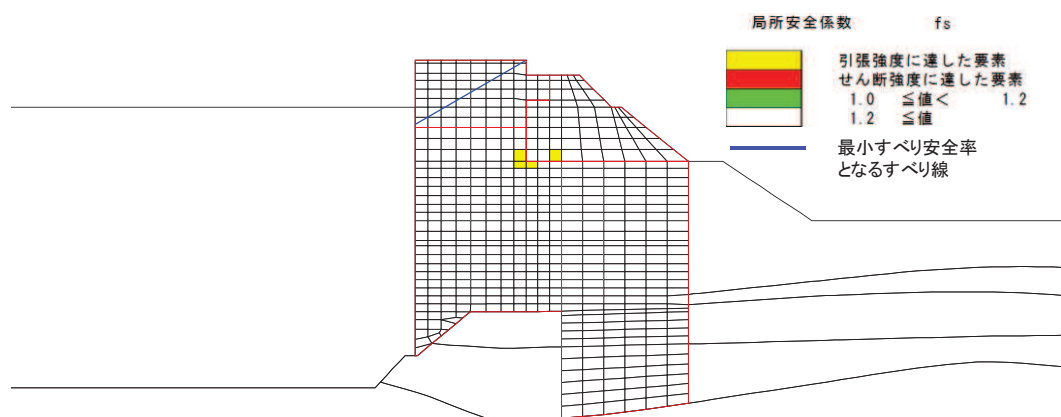 局所安全係数 fs
引張強度に達した要素
せん断強度に達した要素
1.0 ≦値< 1.2
1.2 ≦値
最小すべり安全率
となるすべり線